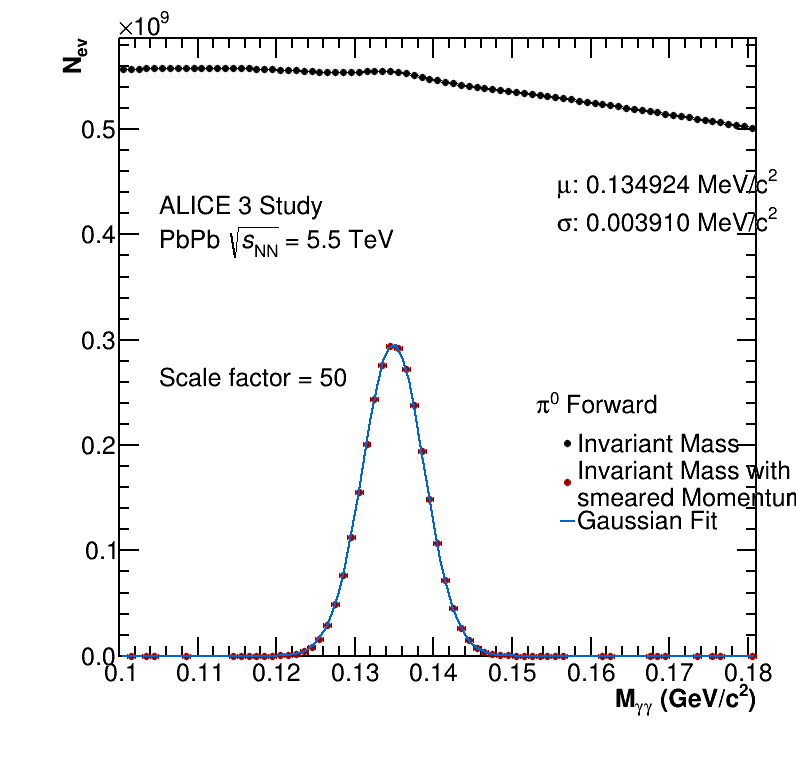 ×10⁹
N_ev
0.5
0.4
0.3
0.2
0.1
0.0
ALICE 3 Study
PbPb √s_NN = 5.5 TeV
μ: 0.134924 MeV/c²
σ: 0.003910 MeV/c²
Scale factor = 50
π⁰ Forward
Invariant Mass
Invariant Mass with
smeared Momentum
Gaussian Fit
0.1 0.11 0.12 0.13 0.14 0.15 0.16 0.17 0.18
M_γγ (GeV/c²)